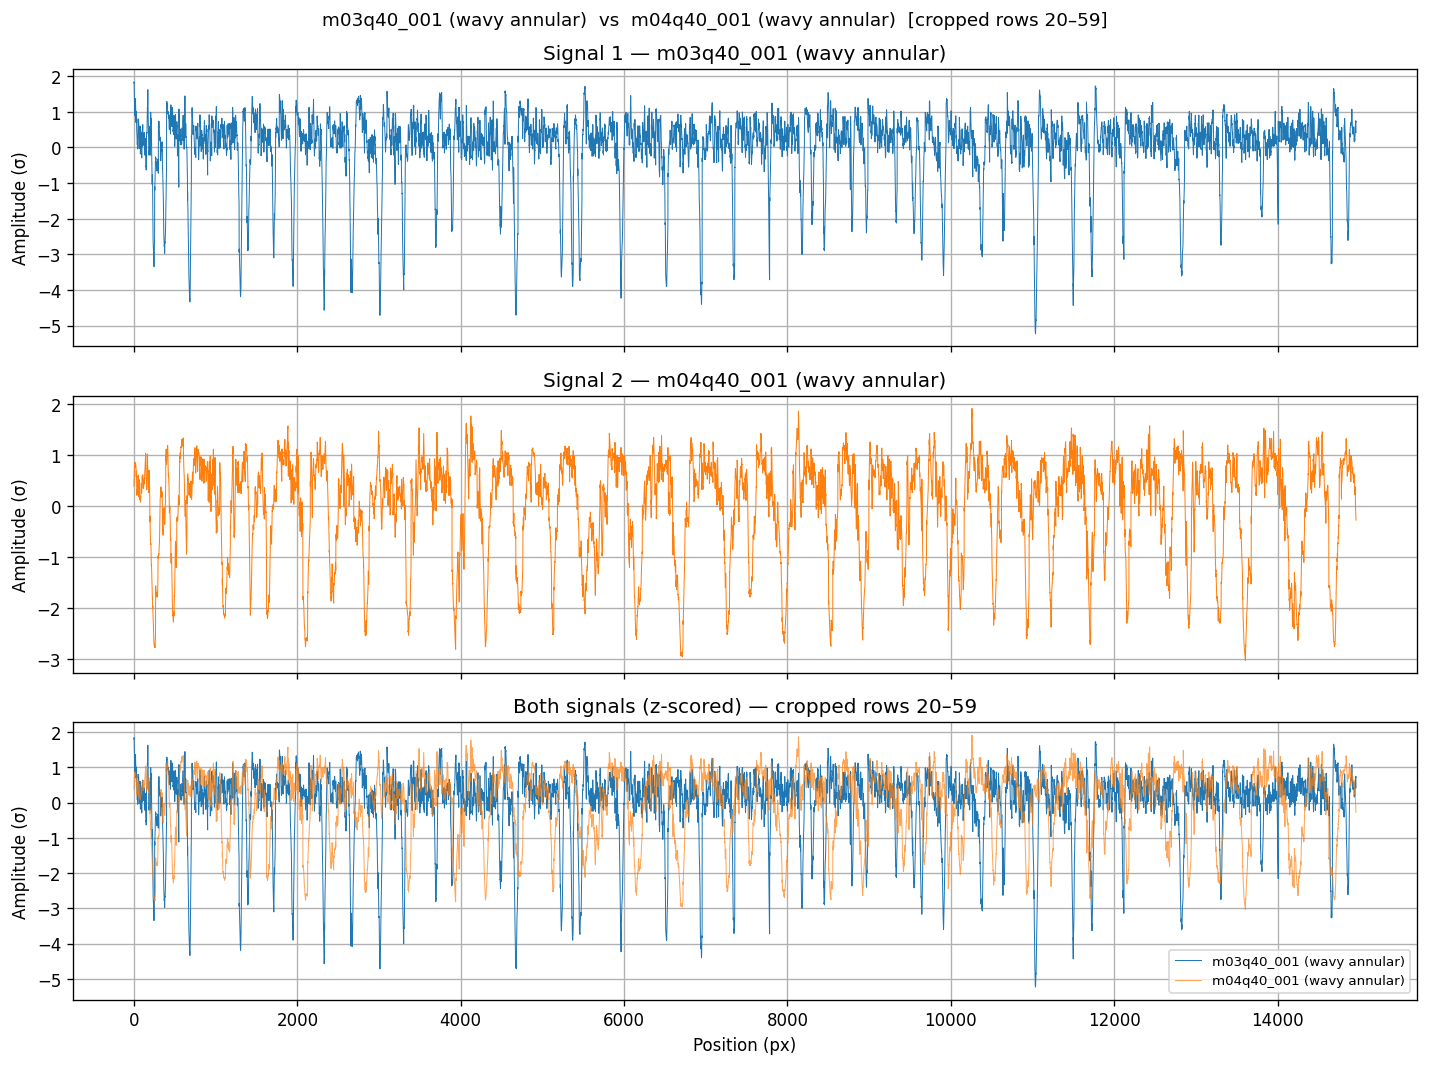 m03q40_001 (wavy annular)  vs  m04q40_001 (wavy annular)  [cropped rows 20–59]
Signal 1 — m03q40_001 (wavy annular)
Amplitude (σ)
2
1
0
−1
−2
−3
−4
−5
Signal 2 — m04q40_001 (wavy annular)
Amplitude (σ)
2
1
0
−1
−2
−3
Both signals (z-scored) — cropped rows 20–59
Amplitude (σ)
2
1
0
−1
−2
−3
−4
−5
m03q40_001 (wavy annular)
m04q40_001 (wavy annular)
0 2000 4000 6000 8000 10000 12000 14000
Position (px)